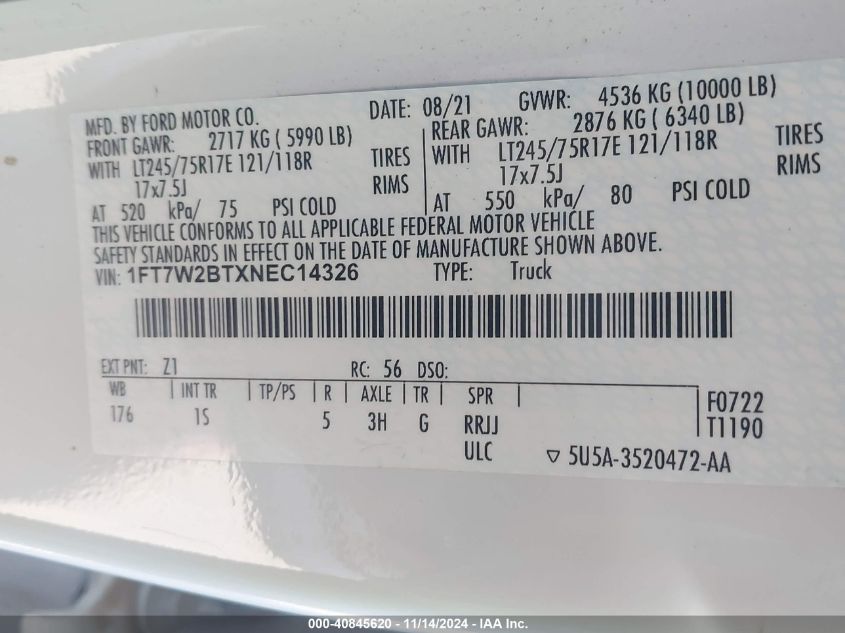 MFD. BY FORD MOTOR CO.
DATE: 08/21 GVWR: 4536 KG (10000 LB)
FRONT GAWR: 2717 KG ( 5990 LB)
REAR GAWR: 2876 KG ( 6340 LB)
WITH LT245/75R17E 121/118R TIRES
WITH LT245/75R17E 121/118R TIRES
17x7.5J RIMS
17x7.5J RIMS
AT 520 kPa/ 75 PSI COLD
AT 550 kPa/ 80 PSI COLD
THIS VEHICLE CONFORMS TO ALL APPLICABLE FEDERAL MOTOR VEHICLE
SAFETY STANDARDS IN EFFECT ON THE DATE OF MANUFACTURE SHOWN ABOVE.
VIN: 1FT7W2BTXNEC14326 TYPE: Truck
EXT PNT: Z1 RC: 56 DSO:
WB INT TR TP/PS R AXLE TR SPR
176 1S 5 3H G RRJJ
ULC
F0722
T1190
5U5A-3520472-AA
000-40845620 - 11/14/2024 - IAA Inc.